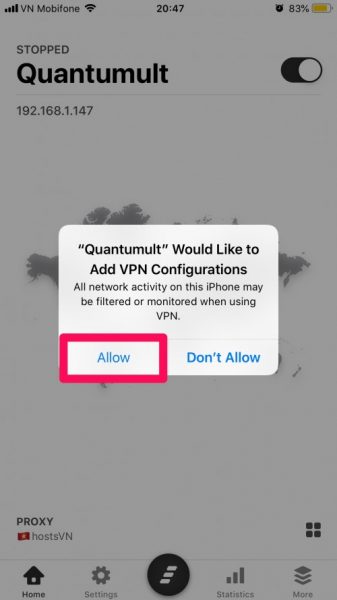 VN Mobifone 20:47 83%
STOPPED
Quantumult
192.168.1.147
“Quantumult” Would Like to
Add VPN Configurations
All network activity on this iPhone may
be filtered or monitored when using
VPN.
Allow Don’t Allow
PROXY
hostsVN
Home Settings Statistics More